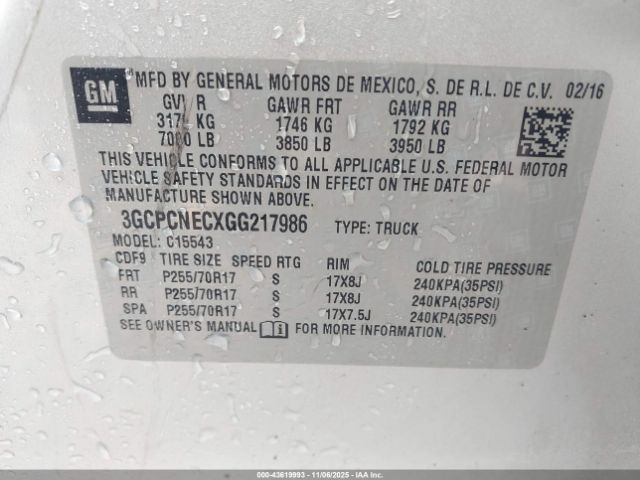 GM
MFD BY GENERAL MOTORS DE MEXICO, S. DE R.L. DE C.V. 02/16
GAWR FRT GAWR RR
KG 1746 KG 1792 KG
LB 3850 LB 3950 LB
THIS VEHICLE CONFORMS TO ALL APPLICABLE U.S. FEDERAL MOTOR
VEHICLE SAFETY STANDARDS IN EFFECT ON THE DATE OF
MANUFACTURE SHOWN ABOVE.
3GCPCNECXGG217986 TYPE: TRUCK
MODEL: C15543
CDF9 TIRE SIZE SPEED RTG RIM COLD TIRE PRESSURE
FRT P255/70R17 S 17X8J 240KPA(35PSI)
RR P255/70R17 S 17X8J 240KPA(35PSI)
SPA P255/70R17 S 17X7.5J 240KPA(35PSI)
SEE OWNER'S MANUAL FOR MORE INFORMATION.
000-43619993 - 11/06/2025 - IAAI.COM